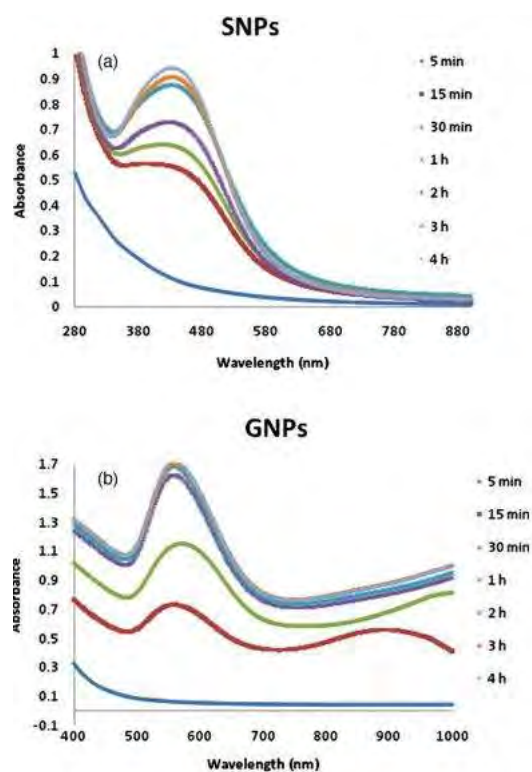 SNPs
(a)
Absorbance
1
0.9
0.8
0.7
0.6
0.5
0.4
0.3
0.2
0.1
0
280 380 480 580 680 780 880
Wavelength (nm)
5 min
15 min
30 min
1 h
2 h
3 h
4 h
GNPs
(b)
Absorbance
1.7
1.5
1.3
1.1
0.9
0.7
0.5
0.3
0.1
-0.1
400 500 600 700 800 900 1000
Wavelength (nm)
5 min
15 min
30 min
1 h
2 h
3 h
4 h